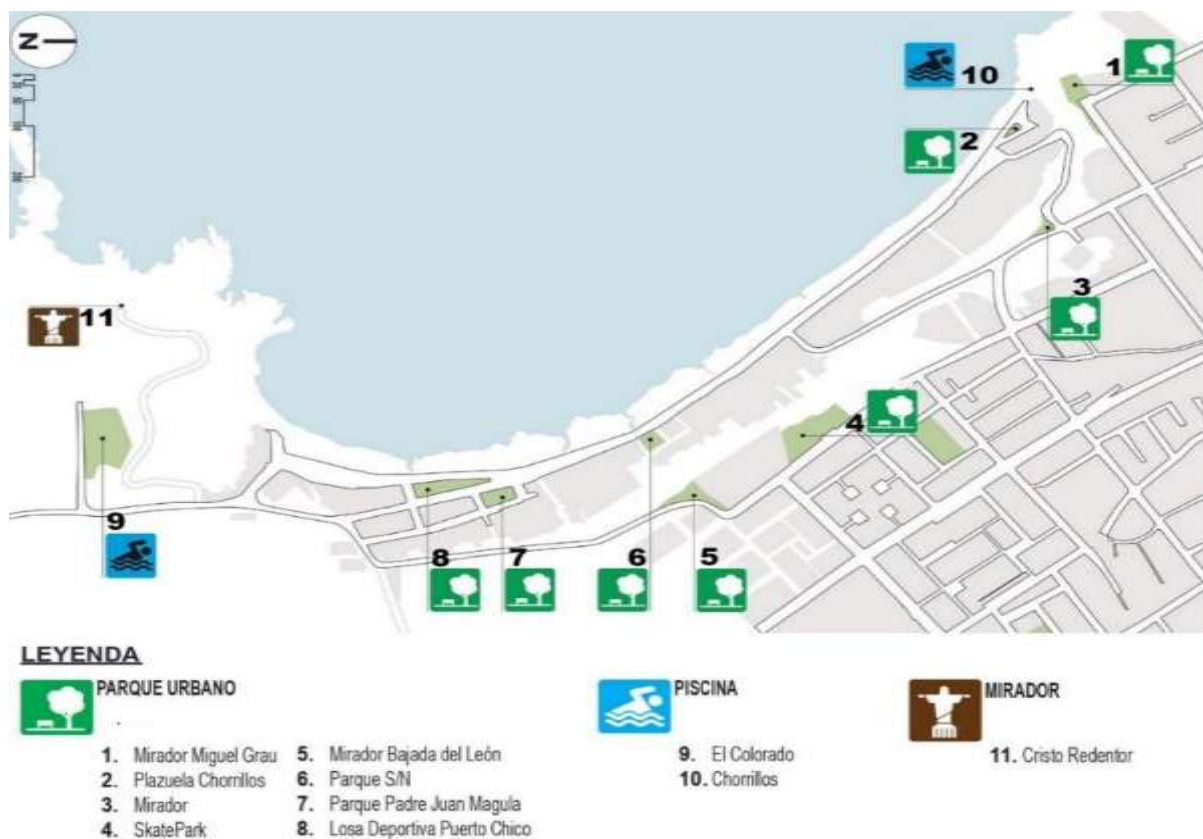 N
10
1
2
3
11
4
9
8
7
6
5
LEYENDA
PARQUE URBANO
1. Mirador Miguel Grau
2. Plazuela Chorrillos
3. Mirador
4. SkatePark
5. Mirador Bajada del León
6. Parque S/N
7. Parque Padre Juan Magula
8. Losa Deportiva Puerto Chico
PISCINA
9. El Colorado
10. Chorrillos
MIRADOR
11. Cristo Redentor